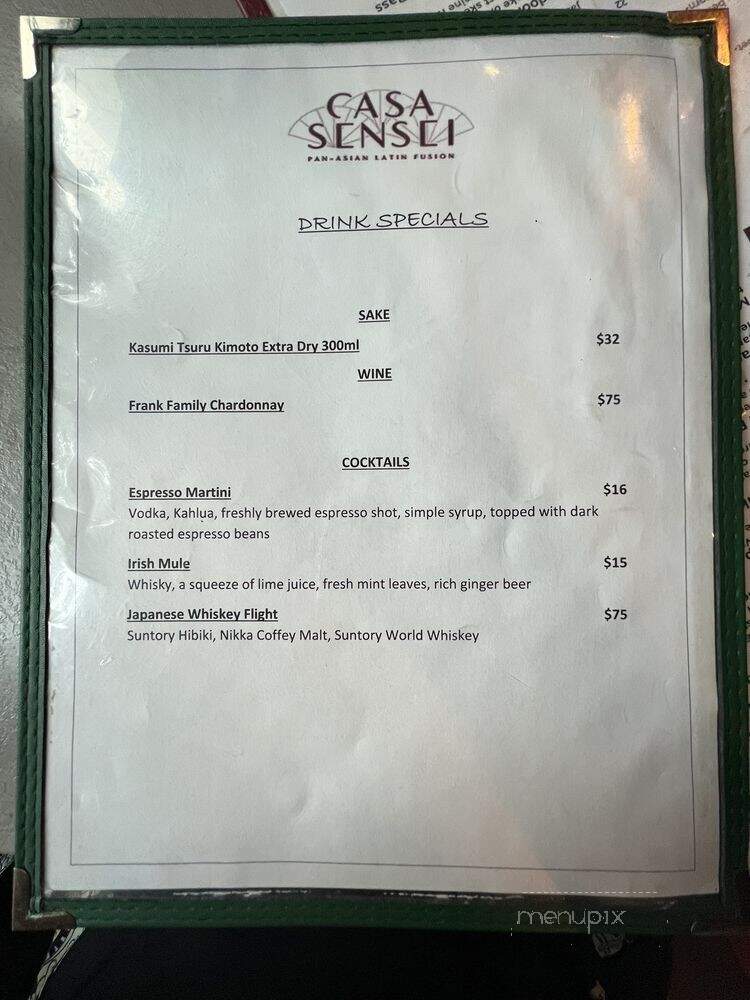 CASA
SENSEI
PAN-ASIAN LATIN FUSION
DRINK SPECIALS
SAKE
Kasumi Tsuru Kimoto Extra Dry 300ml $32
WINE
Frank Family Chardonnay $75
COCKTAILS
Espresso Martini $16
Vodka, Kahlua, freshly brewed espresso shot, simple syrup, topped with dark
roasted espresso beans
Irish Mule $15
Whisky, a squeeze of lime juice, fresh mint leaves, rich ginger beer
Japanese Whiskey Flight $75
Suntory Hibiki, Nikka Coffey Malt, Suntory World Whiskey
menupix